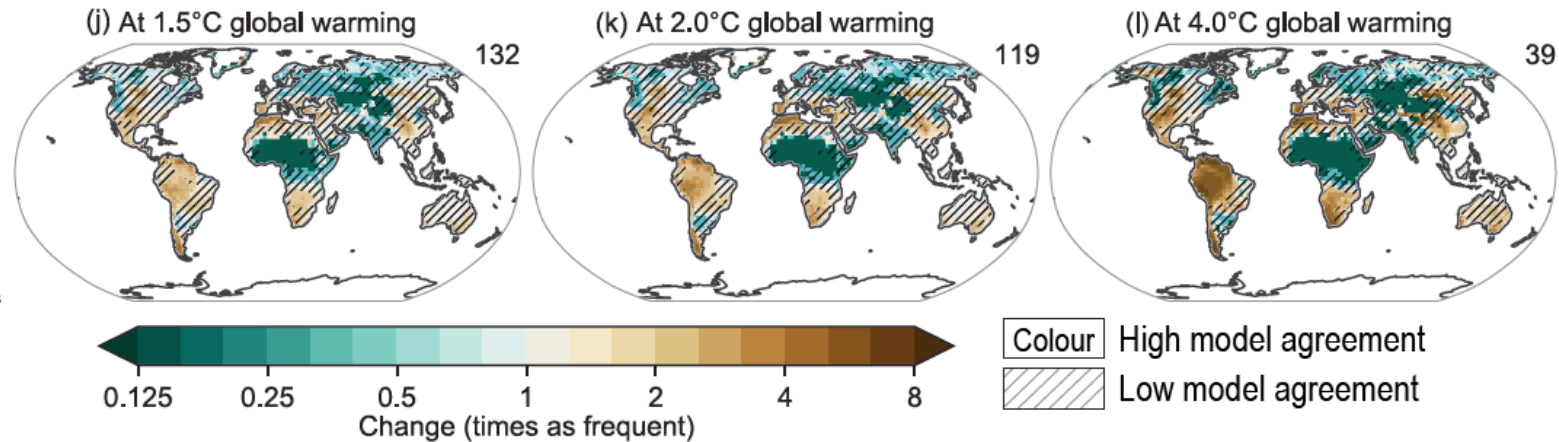 (j) At 1.5°C global warming
132
(k) At 2.0°C global warming
119
(l) At 4.0°C global warming
39
0.125 0.25 0.5 1 2 4 8
Change (times as frequent)
Colour High model agreement
Low model agreement